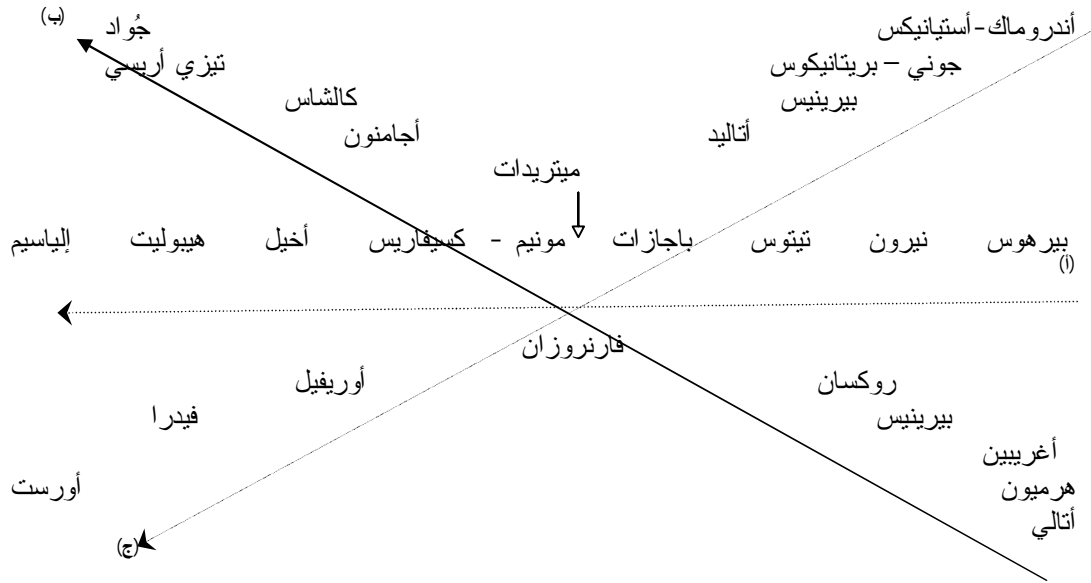 (ب)
أندروماك-أستيانيكس جُواد
جوني – بريتانيكوس تيزي أريسي
بيرينيس كالشاس
أتاليد أجامنون
ميتريدات
بيرهوس نيرون تيتوس باجازات مونيم - كسيفاريس أخيل هيبوليت إلياسيم
(أ)
فارنروزان
روكسان أوريفيل
بيرينيس فيدرا
أغريبين
هرميون أورست
أتالي
(ج)